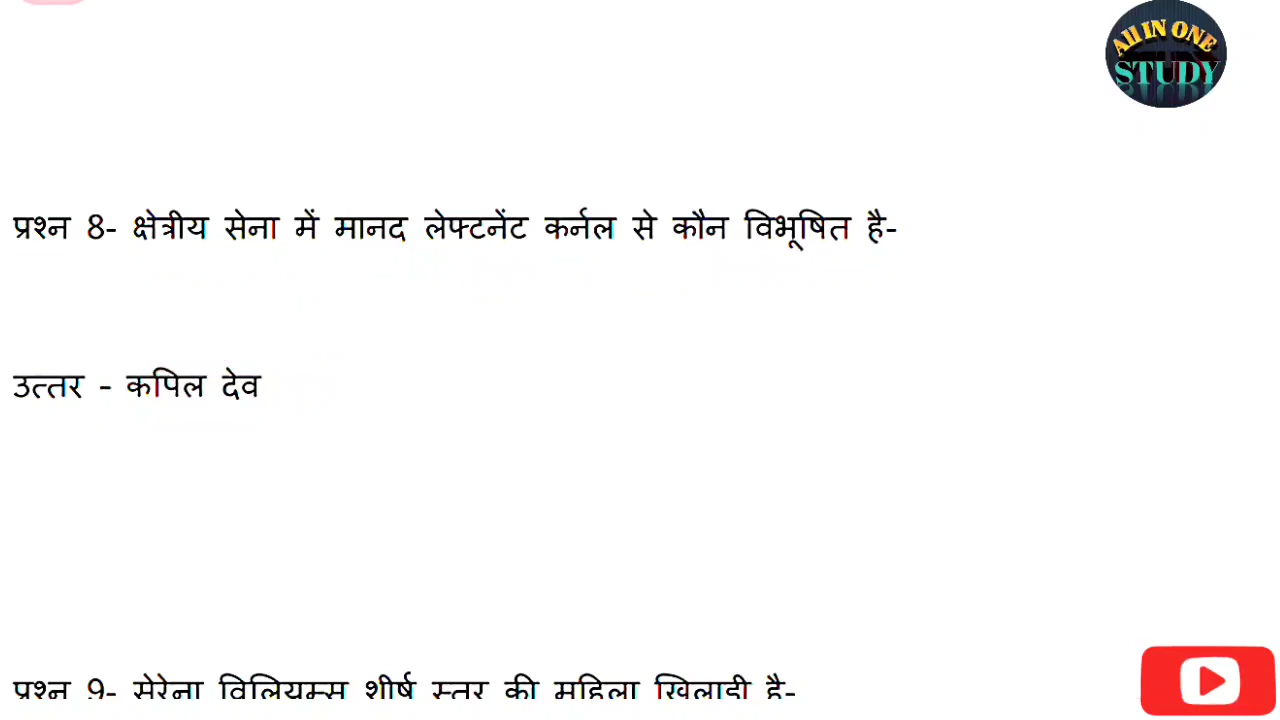 All IN ONE
STUDY
प्रश्न 8- क्षेत्रीय सेना में मानद लेफ्टनेंट कर्नल से कौन विभूषित है-
उत्तर - कपिल देव
प्रश्न 9- सेरेना विलियम्स शीर्ष स्तर की महिला खिलाडी है-